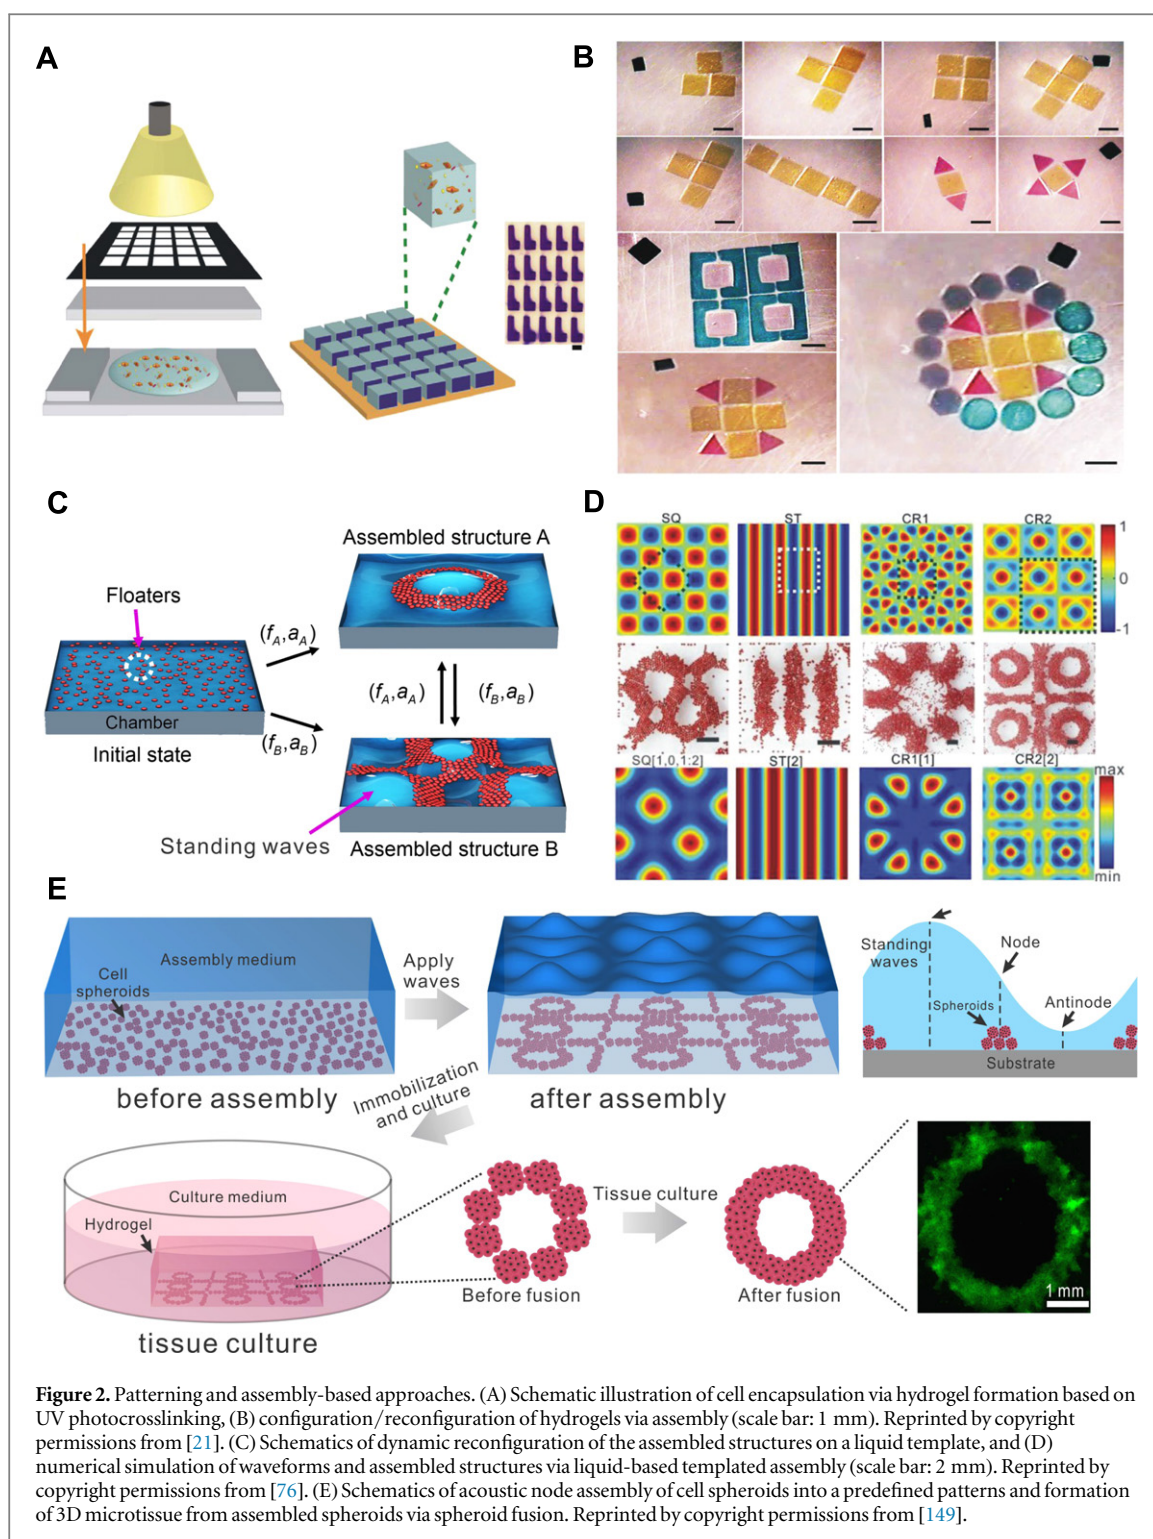 A
B
C
Assembled structure A
Floaters
(fA,aA)
(fA,aA)
(fB,aB)
Chamber
(fB,aB)
Initial state
Standing waves
Assembled structure B
D
SQ
ST
CR1
CR2
1
0
-1
SQ[1,0,1:2]
ST[2]
CR1[1]
CR2[2]
max
min
E
Assembly medium
Cell
spheroids
Apply
waves
Standing
waves
Node
Spheroids
Antinode
Substrate
before assembly
after assembly
Immobilization
and culture
Culture medium
Hydrogel
tissue culture
Before fusion
Tissue culture
After fusion
1 mm
Figure 2. Patterning and assembly-based approaches. (A) Schematic illustration of cell encapsulation via hydrogel formation based on
UV photocrosslinking, (B) configuration/reconfiguration of hydrogels via assembly (scale bar: 1 mm). Reprinted by copyright
permissions from [21]. (C) Schematics of dynamic reconfiguration of the assembled structures on a liquid template, and (D)
numerical simulation of waveforms and assembled structures via liquid-based templated assembly (scale bar: 2 mm). Reprinted by
copyright permissions from [76]. (E) Schematics of acoustic node assembly of cell spheroids into a predefined patterns and formation
of 3D microtissue from assembled spheroids via spheroid fusion. Reprinted by copyright permissions from [149].